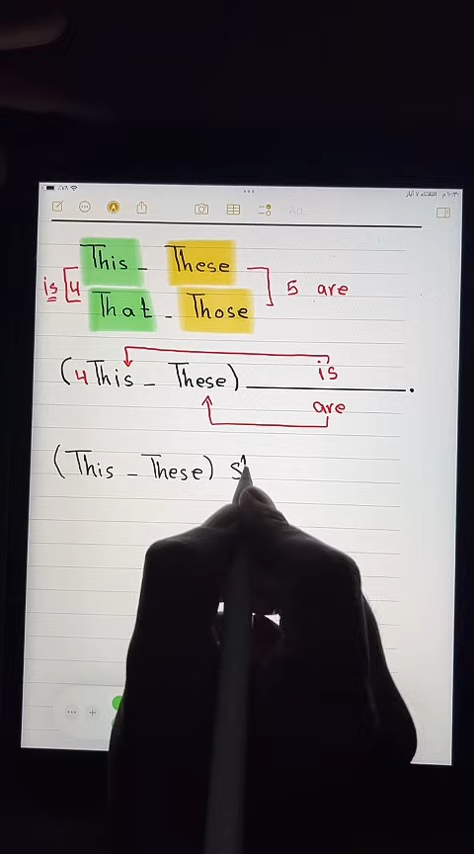 This - These
is [ 4 ] 5 are
That - Those
(4 This - These) is .
are
(This - These) s